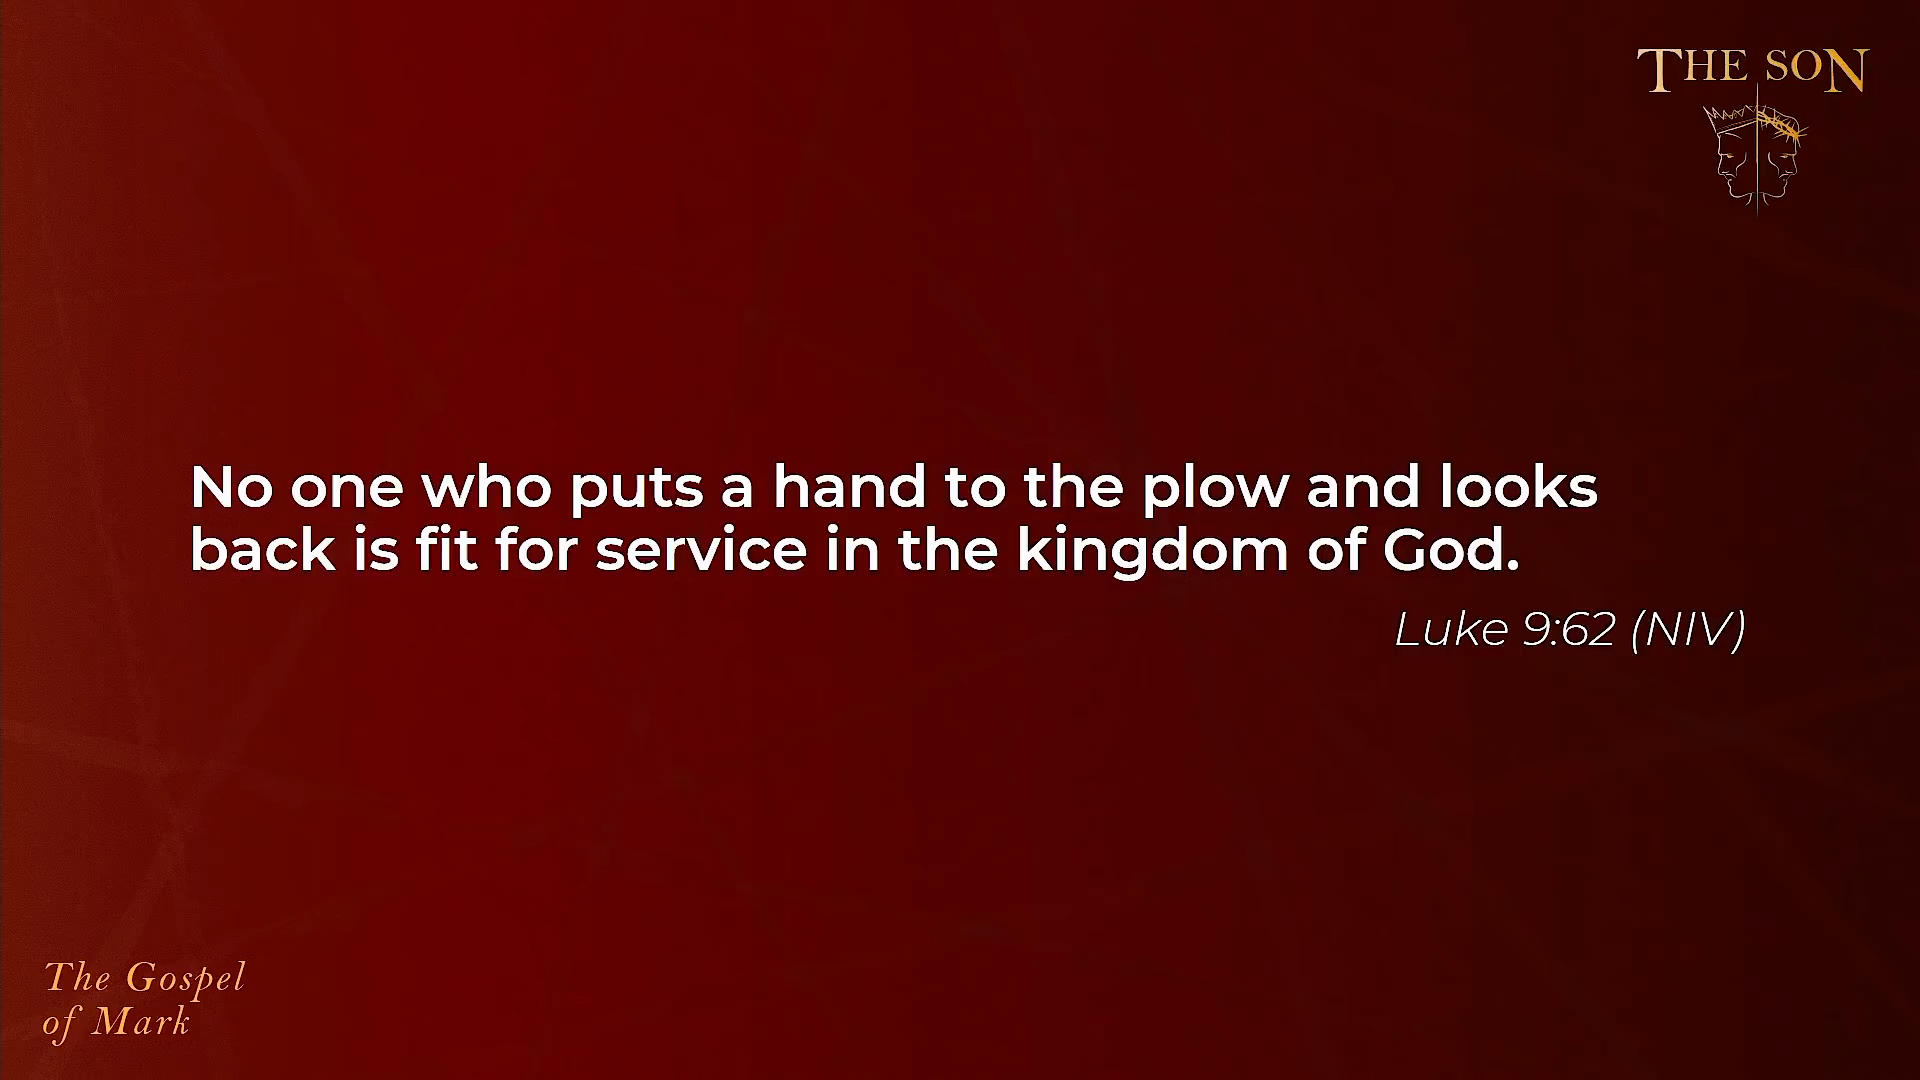 THE SON
No one who puts a hand to the plow and looks
back is fit for service in the kingdom of God.
Luke 9:62 (NIV)
The Gospel
of Mark